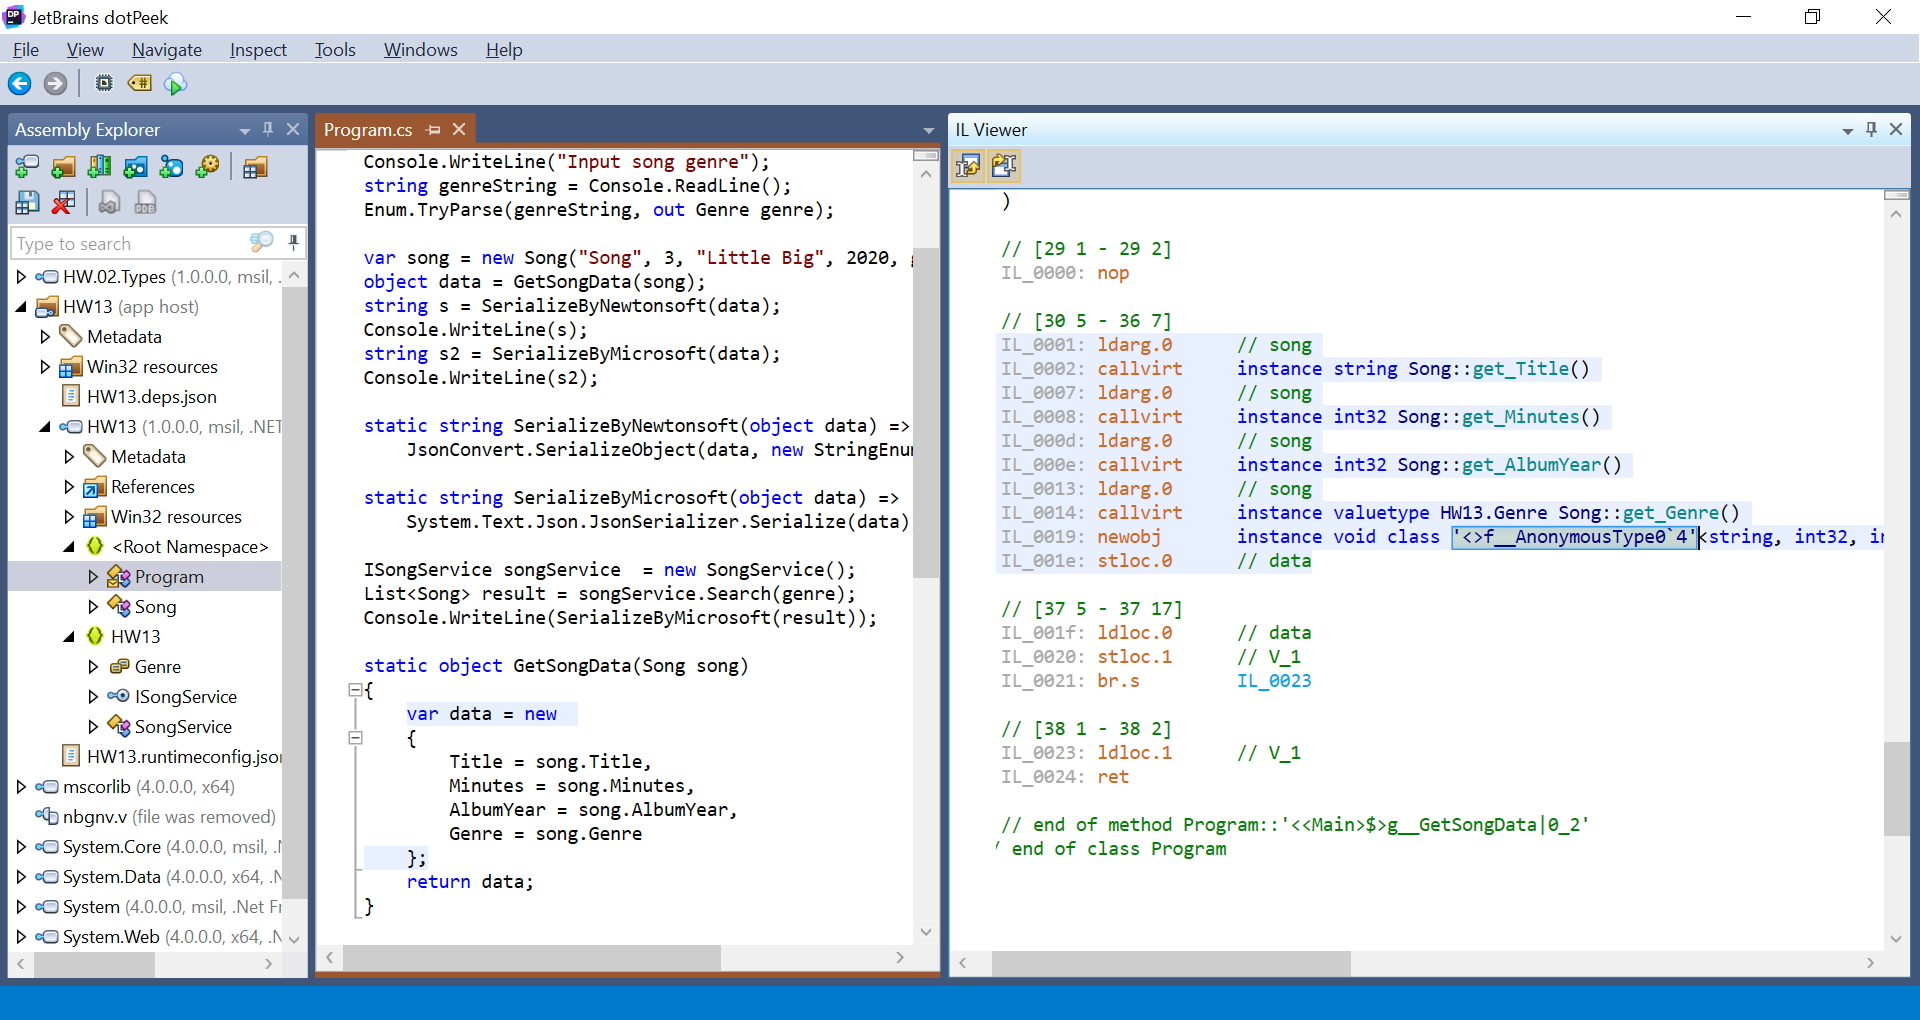 JetBrains dotPeek
File View Navigate Inspect Tools Windows Help
Assembly Explorer
Type to search
HW.02.Types (1.0.0.0, msil, .
HW13 (app host)
Metadata
Win32 resources
HW13.deps.json
HW13 (1.0.0.0, msil, .NET
Metadata
References
Win32 resources
<Root Namespace>
Program
Song
HW13
Genre
ISongService
SongService
HW13.runtimeconfig.json
mscorlib (4.0.0.0, x64)
nbgnv.v (file was removed)
System.Core (4.0.0.0, msil, .N
System.Data (4.0.0.0, x64, .N
System (4.0.0.0, msil, .Net Fr
System.Web (4.0.0.0, x64, .N
Program.cs
Console.WriteLine("Input song genre");
string genreString = Console.ReadLine();
Enum.TryParse(genreString, out Genre genre);
var song = new Song("Song", 3, "Little Big", 2020, g
object data = GetSongData(song);
string s = SerializeByNewtonsoft(data);
Console.WriteLine(s);
string s2 = SerializeByMicrosoft(data);
Console.WriteLine(s2);
static string SerializeByNewtonsoft(object data) =>
JsonConvert.SerializeObject(data, new StringEnum
static string SerializeByMicrosoft(object data) =>
System.Text.Json.JsonSerializer.Serialize(data)
ISongService songService  = new SongService();
List<Song> result = songService.Search(genre);
Console.WriteLine(SerializeByMicrosoft(result));
static object GetSongData(Song song)
{
var data = new
{
Title = song.Title,
Minutes = song.Minutes,
AlbumYear = song.AlbumYear,
Genre = song.Genre
};
return data;
}
IL Viewer
)
// [29 1 - 29 2]
IL_0000: nop
// [30 5 - 36 7]
IL_0001: ldarg.0      // song
IL_0002: callvirt     instance string Song::get_Title()
IL_0007: ldarg.0      // song
IL_0008: callvirt     instance int32 Song::get_Minutes()
IL_000d: ldarg.0      // song
IL_000e: callvirt     instance int32 Song::get_AlbumYear()
IL_0013: ldarg.0      // song
IL_0014: callvirt     instance valuetype HW13.Genre Song::get_Genre()
IL_0019: newobj       instance void class '<>f__AnonymousType0`4'<string, int32, in
IL_001e: stloc.0      // data
// [37 5 - 37 17]
IL_001f: ldloc.0      // data
IL_0020: stloc.1      // V_1
IL_0021: br.s         IL_0023
// [38 1 - 38 2]
IL_0023: ldloc.1      // V_1
IL_0024: ret
// end of method Program::'<<Main>$>g__GetSongData|0_2'
/ end of class Program